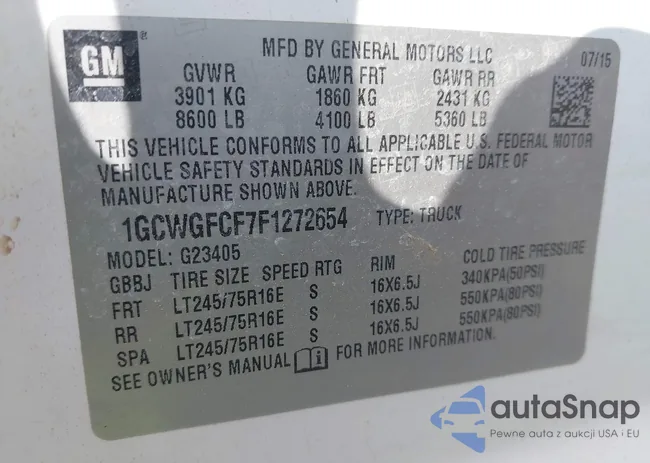 GM ®
MFD BY GENERAL MOTORS LLC 07/15
GVWR GAWR FRT GAWR RR
3901 KG 1860 KG 2431 KG
8600 LB 4100 LB 5360 LB
THIS VEHICLE CONFORMS TO ALL APPLICABLE U.S. FEDERAL MOTOR
VEHICLE SAFETY STANDARDS IN EFFECT ON THE DATE OF
MANUFACTURE SHOWN ABOVE.
1GCWGFCF7F1272654 TYPE: TRUCK
MODEL: G23405
GBBJ TIRE SIZE SPEED RTG RIM COLD TIRE PRESSURE
FRT LT245/75R16E S 16X6.5J 340KPA(50PSI)
RR LT245/75R16E S 16X6.5J 550KPA(80PSI)
SPA LT245/75R16E S 16X6.5J 550KPA(80PSI)
SEE OWNER'S MANUAL i FOR MORE INFORMATION.
autaSnap
Pewne auta z aukcji USA i EU